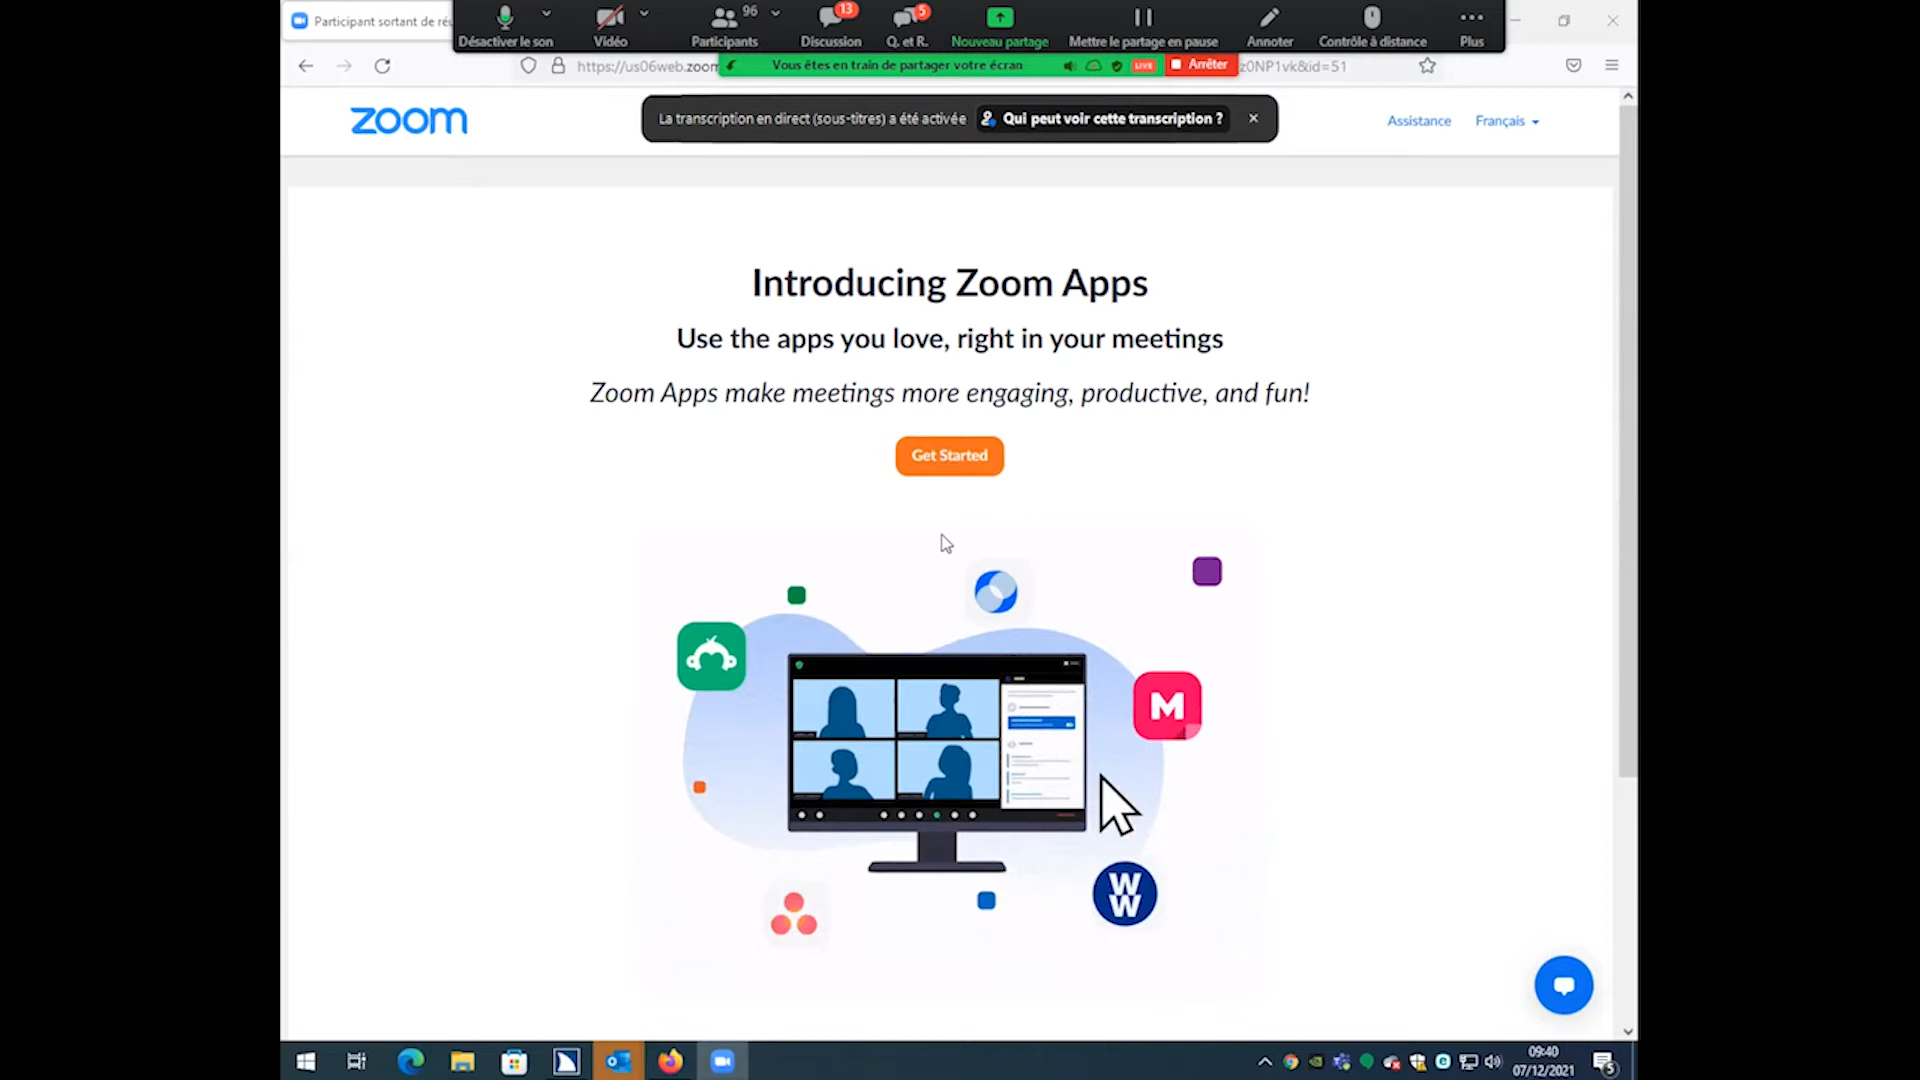 Participant sortant de réu
Désactiver le son
Vidéo
96
Participants
13
Discussion
5
Q. et R.
Nouveau partage
Mettre le partage en pause
Annoter
Contrôle à distance
Plus
https://us06web.zoom
Vous êtes en train de partager votre écran
LIVE
Arrêter
z0NP1vk&id=51
zoom
La transcription en direct (sous-titres) a été activée
Qui peut voir cette transcription ?
Assistance
Français
Introducing Zoom Apps
Use the apps you love, right in your meetings
Zoom Apps make meetings more engaging, productive, and fun!
Get Started
M
W
W
09:40
07/12/2021
5